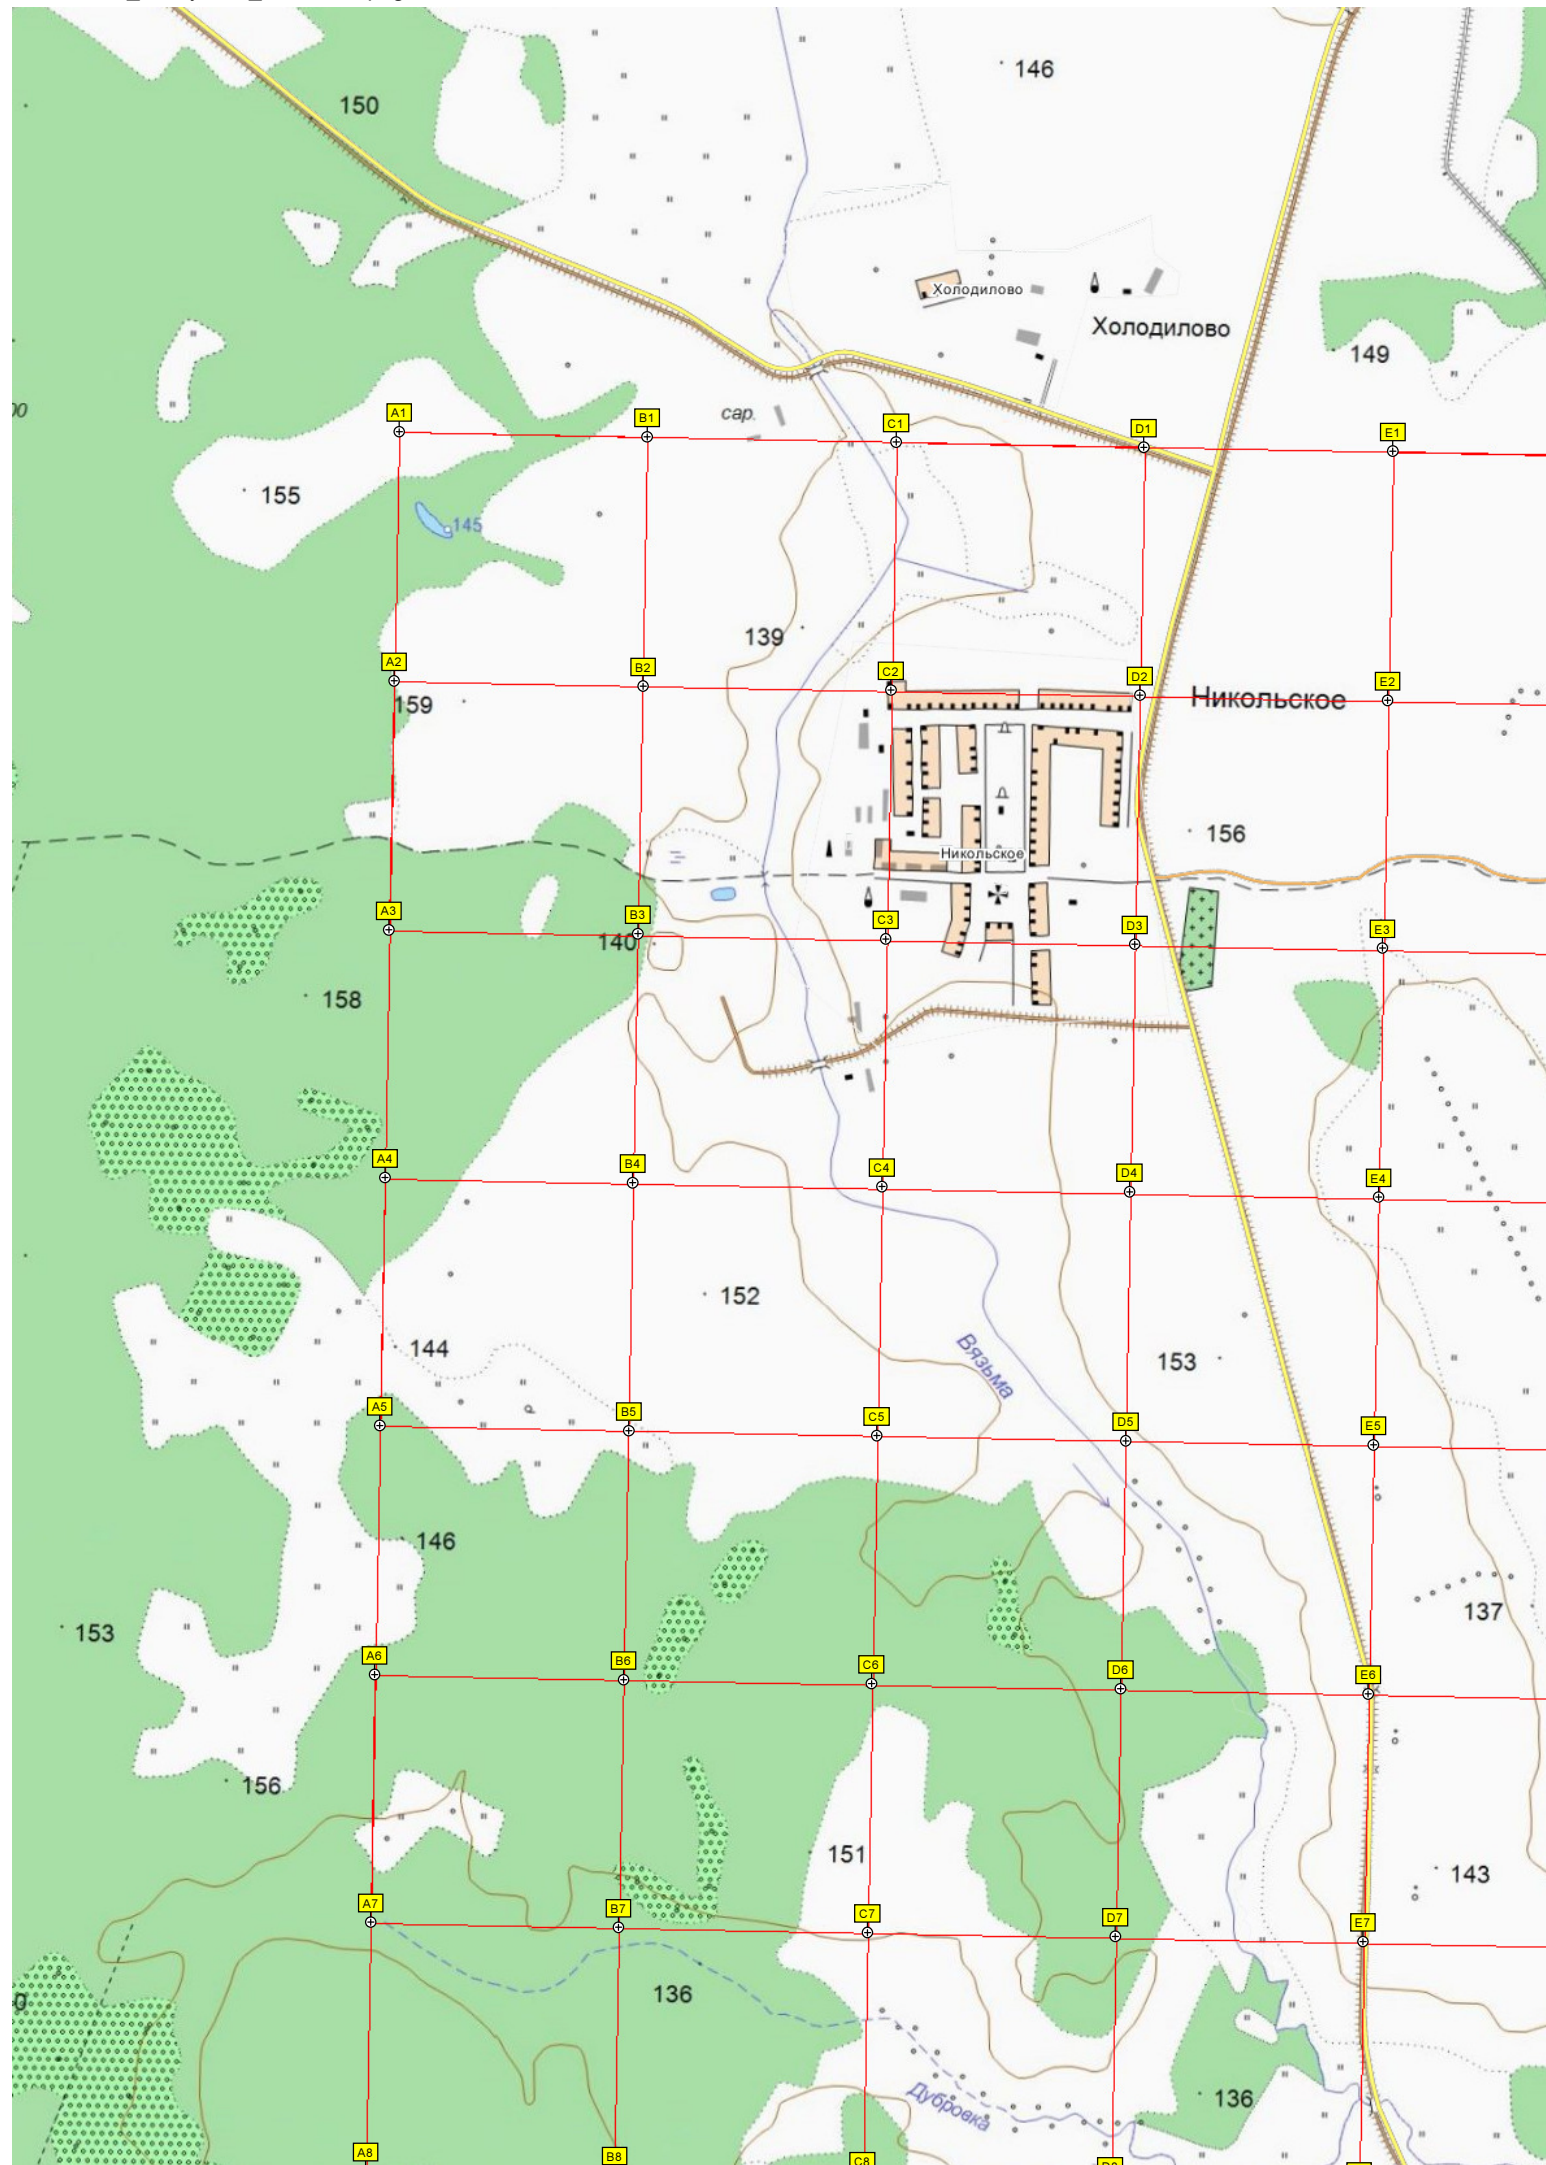 146
150
Холодилово
Холодилово
149
сар.
A1
B1
C1
D1
E1
155
145
139
A2
B2
C2
D2
E2
159
Никольское
156
Никольское
A3
B3
C3
D3
E3
140
158
A4
B4
C4
D4
E4
152
144
Вязьма
153
A5
B5
C5
D5
E5
146
137
153
A6
B6
C6
D6
E6
156
151
143
A7
B7
C7
D7
E7
136
Дубровка
136
A8
B8
C8